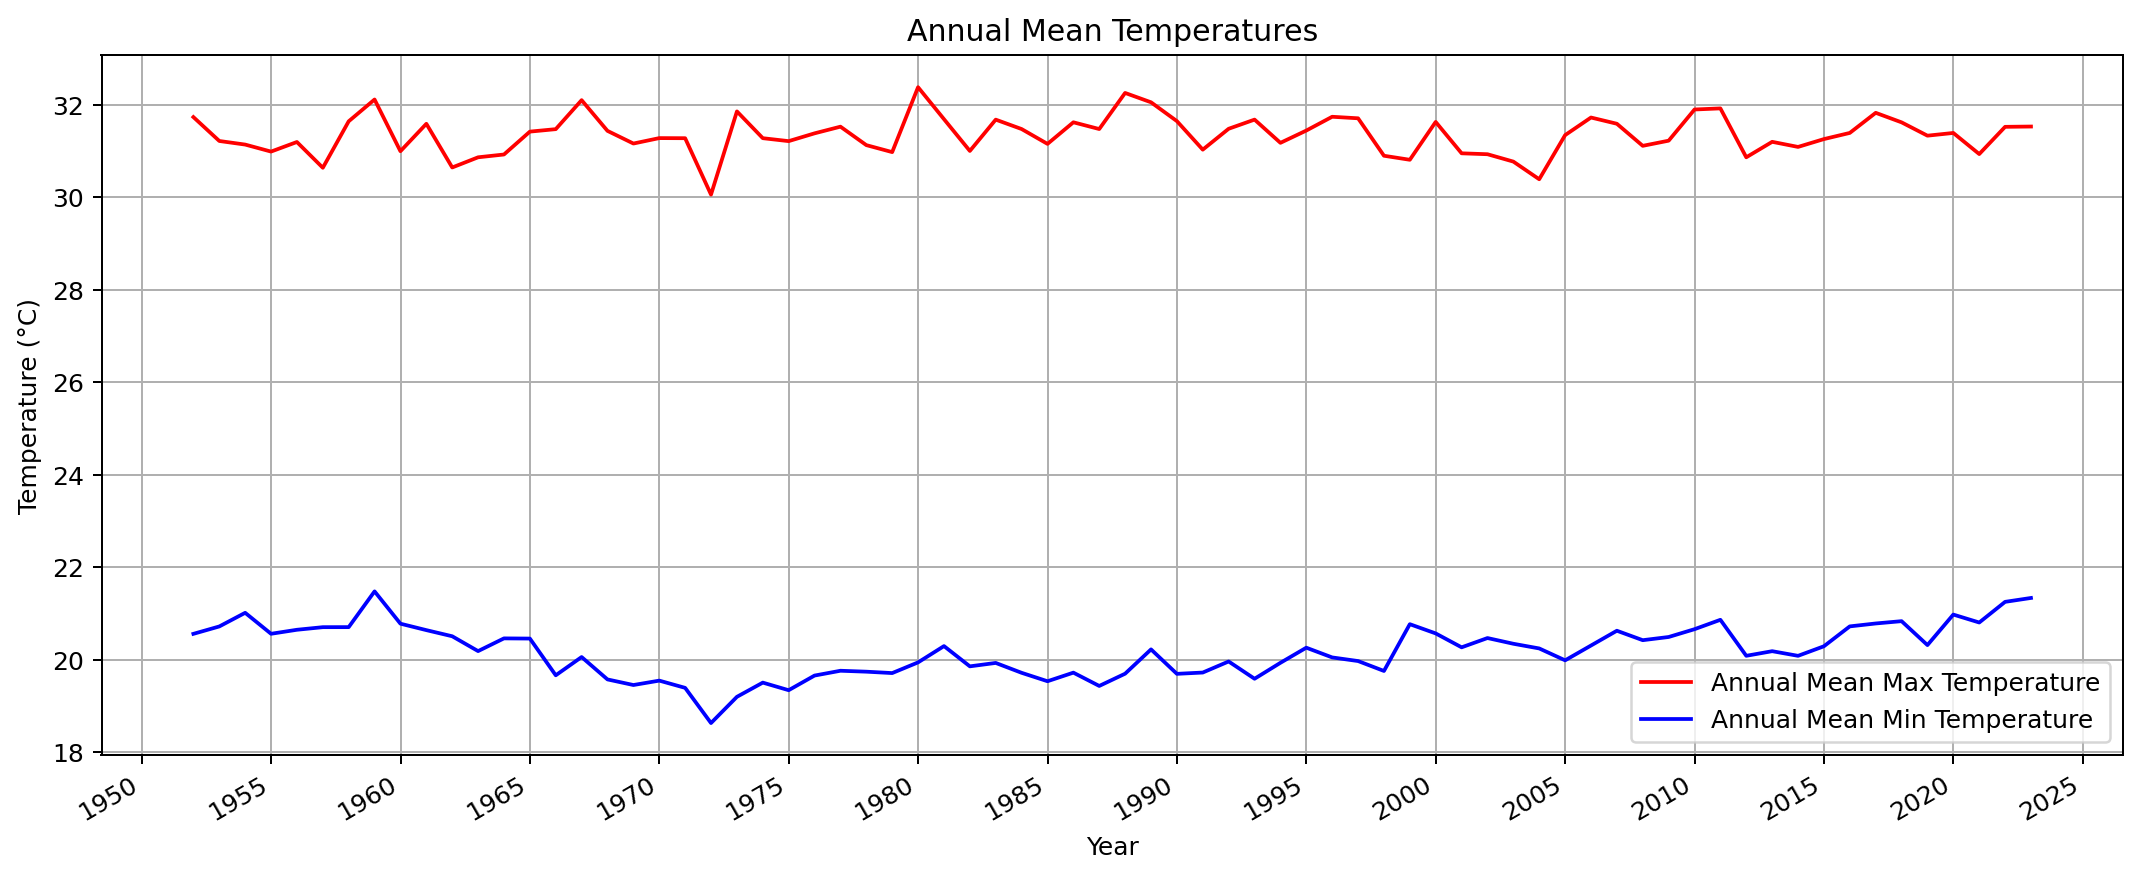 Annual Mean Temperatures
32
30
28
26
24
22
20
18
Temperature (°C)
Annual Mean Max Temperature
Annual Mean Min Temperature
1950 1955 1960 1965 1970 1975 1980 1985 1990 1995 2000 2005 2010 2015 2020 2025
Year